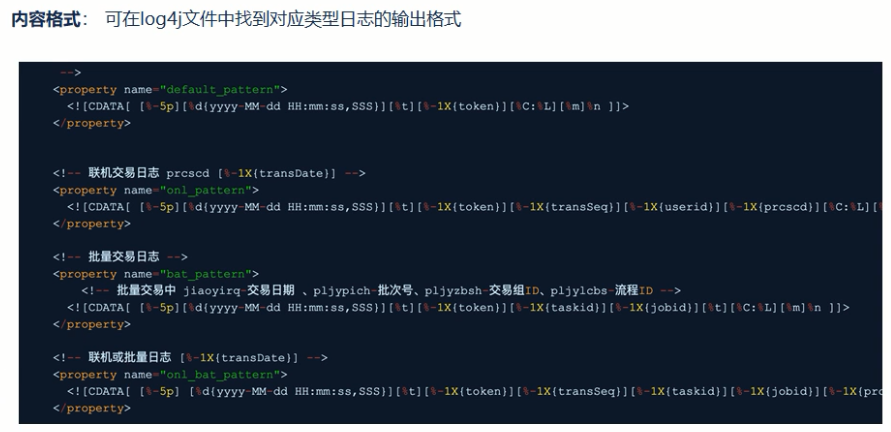 内容格式： 可在log4j文件中找到对应类型日志的输出格式
-->
<property name="default_pattern">
<![CDATA[ [%-5p][%d{yyyy-MM-dd HH:mm:ss,SSS}][%t][%-1X{token}][%C:%L][%m]%n ]]>
</property>
<!-- 联机交易日志 prcscd [%-1X{transDate}] -->
<property name="onl_pattern">
<![CDATA[ [%-5p][%d{yyyy-MM-dd HH:mm:ss,SSS}][%t][%-1X{token}][%-1X{transSeq}][%-1X{userid}][%-1X{prcscd}][%C:%L][%
</property>
<!-- 批量交易日志 -->
<property name="bat_pattern">
<!-- 批量交易中 jiaoyirq-交易日期 、pljypich-批次号、pljyzbsh-交易组ID、pljylcbs-流程ID -->
<![CDATA[ [%-5p][%d{yyyy-MM-dd HH:mm:ss,SSS}][%t][%-1X{token}][%-1X{taskid}][%-1X{jobid}][%t][%C:%L][%m]%n ]]>
</property>
<!-- 联机或批量日志 [%-1X{transDate}] -->
<property name="onl_bat_pattern">
<![CDATA[ [%-5p] [%d{yyyy-MM-dd HH:mm:ss,SSS}][%t][%-1X{token}][%-1X{transSeq}][%-1X{taskid}][%-1X{jobid}][%-1X{prc
</property>